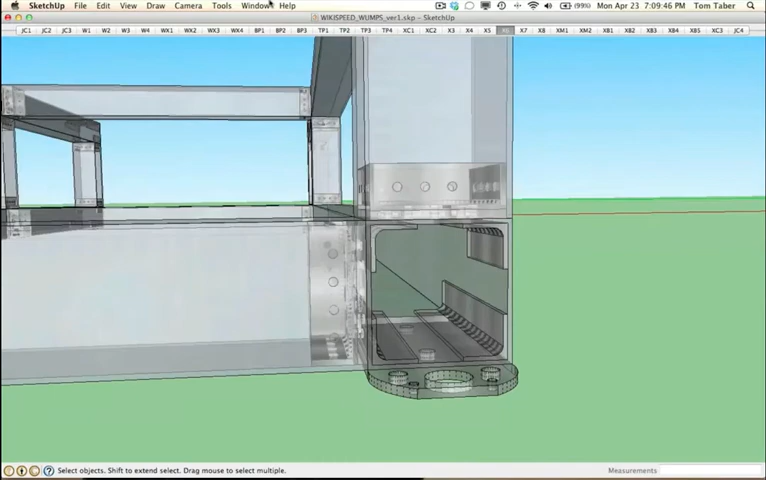 SketchUp File Edit View Draw Camera Tools Window Help (99%) Mon Apr 23 7:09:46 PM Tom Taber
WIKISPEED_WUMPS_ver1.skp - SketchUp
JC1 JC2 JC3 W1 W2 W3 W4 WX1 WX2 WX3 BP1 BP2 BP3 TP1 TP2 TP3 TP4 XC1 XC2 X3 X4 X5 X6 X7 X8 XM1 XM2 XB1 XB2 XB3 XB4 XB5 XC3 JC4
Select objects. Shift to extend select. Drag mouse to select multiple.
Measurements